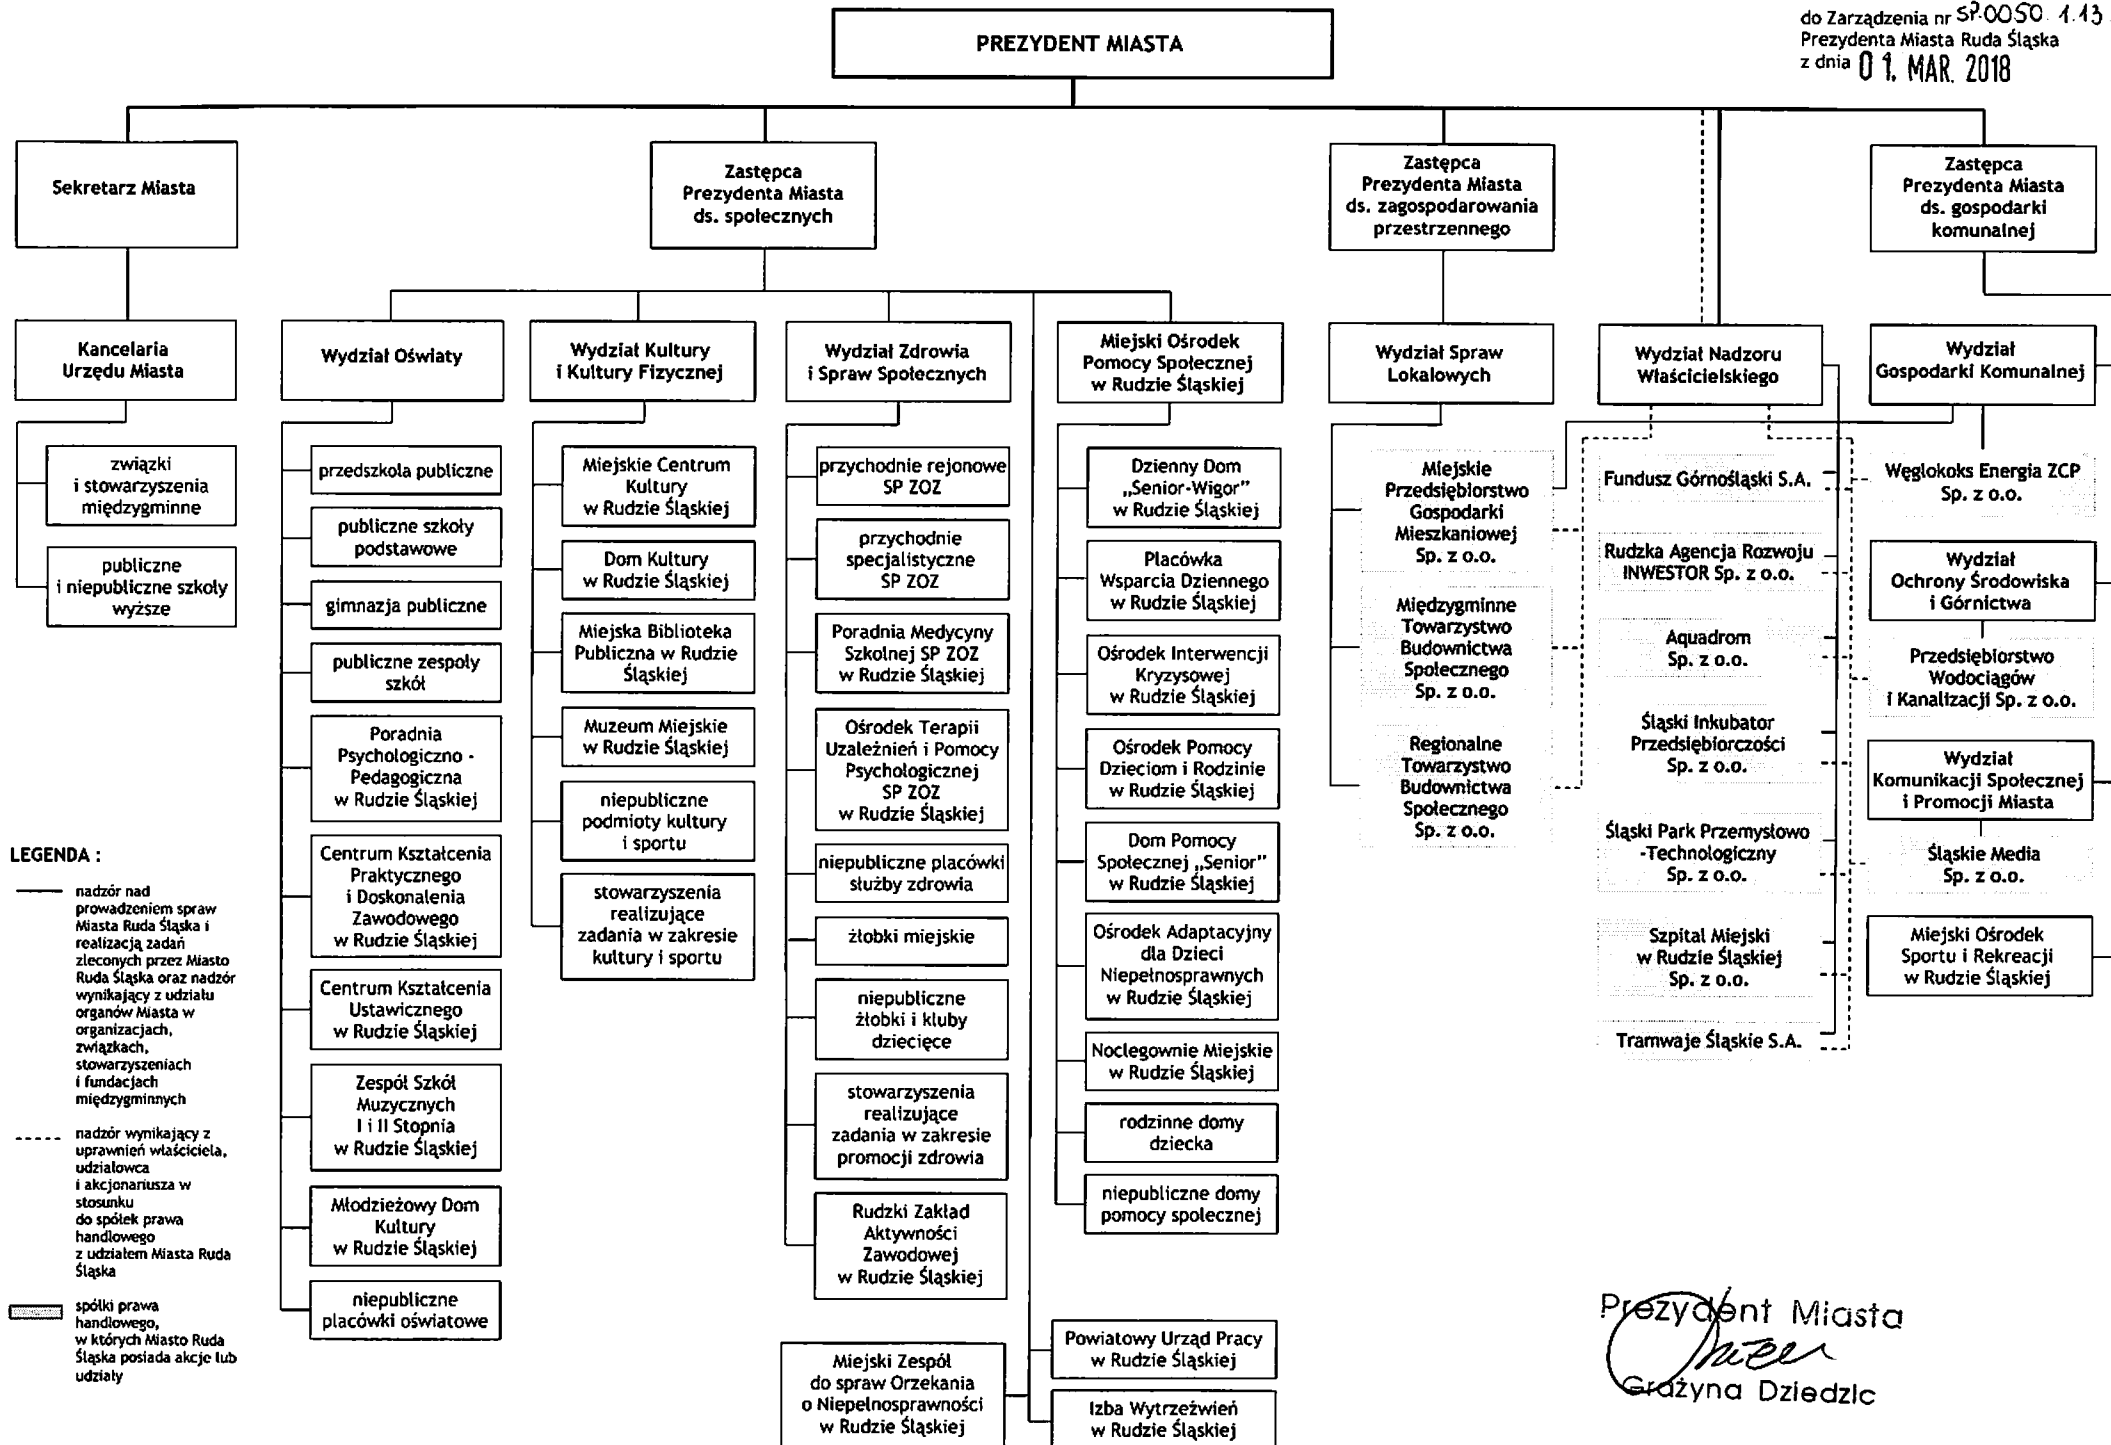 do Zarządzenia nr SP.0050.1.13
Prezydenta Miasta Ruda Śląska
z dnia 01. MAR. 2018
PREZYDENT MIASTA
Sekretarz Miasta
Zastępca
Prezydenta Miasta
ds. społecznych
Zastępca
Prezydenta Miasta
ds. zagospodarowania
przestrzennego
Zastępca
Prezydenta Miasta
ds. gospodarki
komunalnej
Kancelaria
Urzędu Miasta
Wydział Oświaty
Wydział Kultury
i Kultury Fizycznej
Wydział Zdrowia
i Spraw Społecznych
Miejski Ośrodek
Pomocy Społecznej
w Rudzie Śląskiej
Wydział Spraw
Lokalowych
Wydział Nadzoru
Właścicielskiego
Wydział
Gospodarki Komunalnej
związki
i stowarzyszenia
międzygminne
publiczne
i niepubliczne szkoły
wyższe
przedszkola publiczne
publiczne szkoły
podstawowe
gimnazja publiczne
publiczne zespoły
szkół
Poradnia
Psychologiczno -
Pedagogiczna
w Rudzie Śląskiej
Centrum Kształcenia
Praktycznego
i Doskonalenia
Zawodowego
w Rudzie Śląskiej
Centrum Kształcenia
Ustawicznego
w Rudzie Śląskiej
Zespół Szkół
Muzycznych
I i II Stopnia
w Rudzie Śląskiej
Młodzieżowy Dom
Kultury
w Rudzie Śląskiej
niepubliczne
placówki oświatowe
Miejskie Centrum
Kultury
w Rudzie Śląskiej
Dom Kultury
w Rudzie Śląskiej
Miejska Biblioteka
Publiczna w Rudzie
Śląskiej
Muzeum Miejskie
w Rudzie Śląskiej
niepubliczne
podmioty kultury
i sportu
stowarzyszenia
realizujące
zadania w zakresie
kultury i sportu
przychodnie rejonowe
SP ZOZ
przychodnie
specjalistyczne
SP ZOZ
Poradnia Medycyny
Szkolnej SP ZOZ
w Rudzie Śląskiej
Ośrodek Terapii
Uzależnień i Pomocy
Psychologicznej
SP ZOZ
w Rudzie Śląskiej
niepubliczne placówki
służby zdrowia
żłobki miejskie
niepubliczne
żłobki i kluby
dziecięce
stowarzyszenia
realizujące
zadania w zakresie
promocji zdrowia
Rudzki Zakład
Aktywności
Zawodowej
w Rudzie Śląskiej
Miejski Zespół
do spraw Orzekania
o Niepełnosprawności
w Rudzie Śląskiej
Dzienny Dom
„Senior-Wigor”
w Rudzie Śląskiej
Placówka
Wsparcia Dziennego
w Rudzie Śląskiej
Ośrodek Interwencji
Kryzysowej
w Rudzie Śląskiej
Ośrodek Pomocy
Dzieciom i Rodzinie
w Rudzie Śląskiej
Dom Pomocy
Społecznej „Senior”
w Rudzie Śląskiej
Ośrodek Adaptacyjny
dla Dzieci
Niepełnosprawnych
w Rudzie Śląskiej
Noclegownie Miejskie
w Rudzie Śląskiej
rodzinne domy
dziecka
niepubliczne domy
pomocy społecznej
Powiatowy Urząd Pracy
w Rudzie Śląskiej
Izba Wytrzeźwień
w Rudzie Śląskiej
Miejskie
Przedsiębiorstwo
Gospodarki
Mieszkaniowej
Sp. z o.o.
Międzygminne
Towarzystwo
Budownictwa
Społecznego
Sp. z o.o.
Regionalne
Towarzystwo
Budownictwa
Społecznego
Sp. z o.o.
Fundusz Górnośląski S.A.
Rudzka Agencja Rozwoju
INWESTOR Sp. z o.o.
Aquadrom
Sp. z o.o.
Śląski Inkubator
Przedsiębiorczości
Sp. z o.o.
Śląski Park Przemysłowo
-Technologiczny
Sp. z o.o.
Szpital Miejski
w Rudzie Śląskiej
Sp. z o.o.
Tramwaje Śląskie S.A.
Węglokoks Energia ZCP
Sp. z o.o.
Wydział
Ochrony Środowiska
i Górnictwa
Przedsiębiorstwo
Wodociągów
i Kanalizacji Sp. z o.o.
Wydział
Komunikacji Społecznej
i Promocji Miasta
Śląskie Media
Sp. z o.o.
Miejski Ośrodek
Sportu i Rekreacji
w Rudzie Śląskiej
LEGENDA :
nadzór nad
prowadzeniem spraw
Miasta Ruda Śląska i
realizacją zadań
zleconych przez Miasto
Ruda Śląska oraz nadzór
wynikający z udziału
organów Miasta w
organizacjach,
związkach,
stowarzyszeniach
i fundacjach
międzygminnych
nadzór wynikający z
uprawnień właściciela,
udziałowca
i akcjonariusza w
stosunku
do spółek prawa
handlowego
z udziałem Miasta Ruda
Śląska
spółki prawa
handlowego,
w których Miasto Ruda
Śląska posiada akcje lub
udziały
Prezydent Miasta
Grażyna Dziedzic